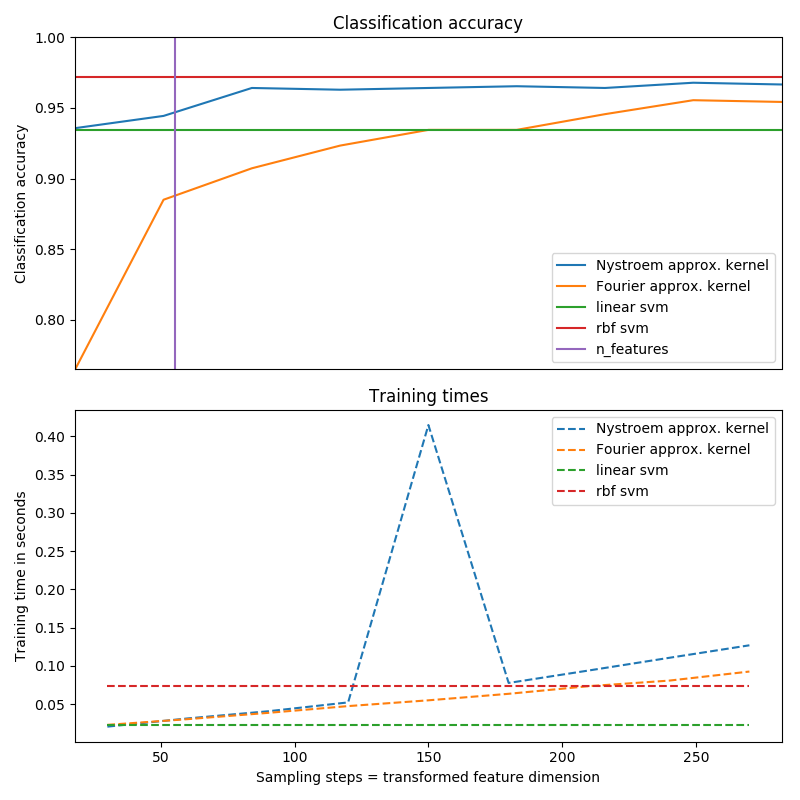 Classification accuracy
1.00
0.95
0.90
0.85
0.80
Classification accuracy
Nystroem approx. kernel
Fourier approx. kernel
linear svm
rbf svm
n_features
Training times
0.40
0.35
0.30
0.25
0.20
0.15
0.10
0.05
Training time in seconds
Nystroem approx. kernel
Fourier approx. kernel
linear svm
rbf svm
50 100 150 200 250
Sampling steps = transformed feature dimension